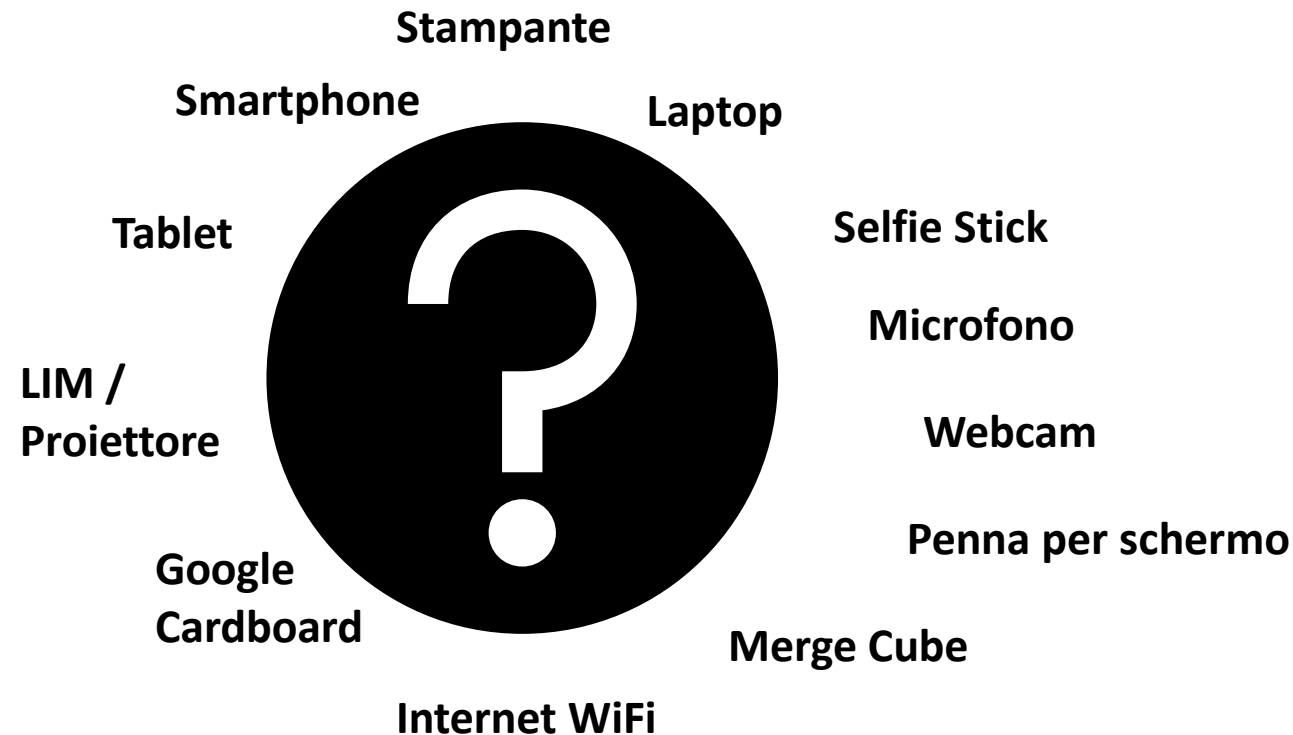 Stampante
Smartphone
Laptop
Tablet
Selfie Stick
Microfono
LIM /
Proiettore
Webcam
Penna per schermo
Google
Cardboard
Merge Cube
Internet WiFi